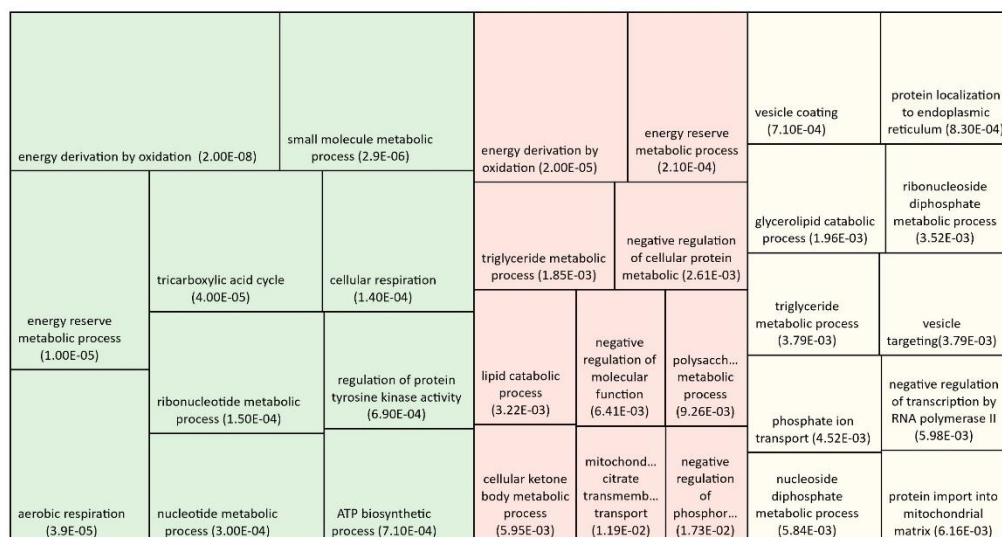 energy derivation by oxidation (2.00E-08)
small molecule metabolic
process (2.9E-06)
energy reserve
metabolic process
(1.00E-05)
tricarboxylic acid cycle
(4.00E-05)
cellular respiration
(1.40E-04)
ribonucleotide metabolic
process (1.50E-04)
regulation of protein
tyrosine kinase activity
(6.90E-04)
aerobic respiration
(3.9E-05)
nucleotide metabolic
process (3.00E-04)
ATP biosynthetic
process (7.10E-04)
energy derivation by
oxidation (2.00E-05)
energy reserve
metabolic process
(2.10E-04)
triglyceride metabolic
process (1.85E-03)
negative regulation
of cellular protein
metabolic (2.61E-03)
lipid catabolic
process
(3.22E-03)
negative
regulation of
molecular
function
(6.41E-03)
polysacch...
metabolic
process
(9.26E-03)
cellular ketone
body metabolic
process
(5.95E-03)
mitochond...
citrate
transmemb...
transport
(1.19E-02)
negative
regulation
of
phosphor...
(1.73E-02)
vesicle coating
(7.10E-04)
protein localization
to endoplasmic
reticulum (8.30E-04)
glycerolipid catabolic
process (1.96E-03)
ribonucleoside
diphosphate
metabolic process
(3.52E-03)
triglyceride
metabolic process
(3.79E-03)
vesicle
targeting(3.79E-03)
phosphate ion
transport (4.52E-03)
negative regulation
of transcription by
RNA polymerase II
(5.98E-03)
nucleoside
diphosphate
metabolic process
(5.84E-03)
protein import into
mitochondrial
matrix (6.16E-03)